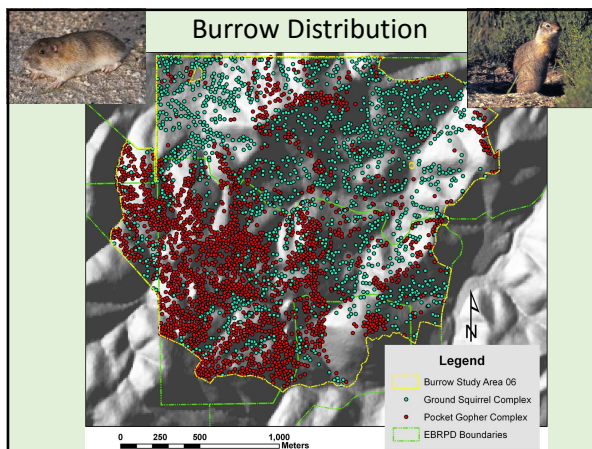 Burrow Distribution
N
Legend
Burrow Study Area 06
Ground Squirrel Complex
Pocket Gopher Complex
EBRPD Boundaries
0 250 500 1,000
Meters